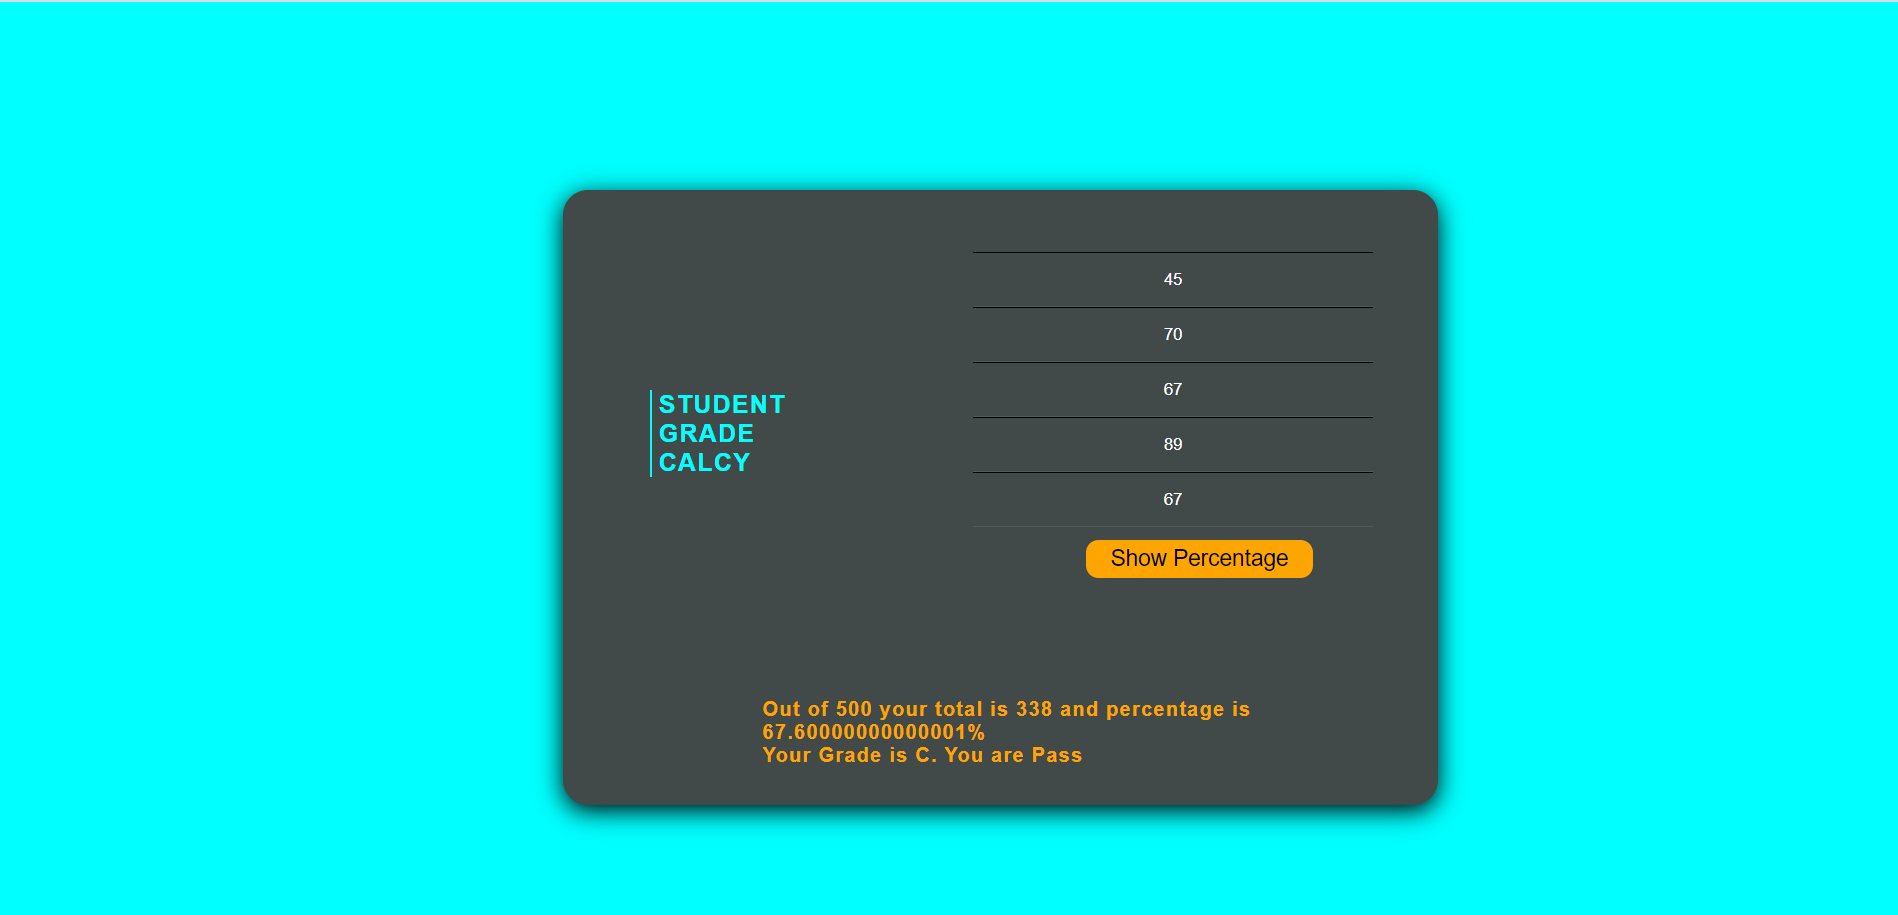 STUDENT
GRADE
CALCY
45
70
67
89
67
Show Percentage
Out of 500 your total is 338 and percentage is
67.60000000000001%
Your Grade is C. You are Pass